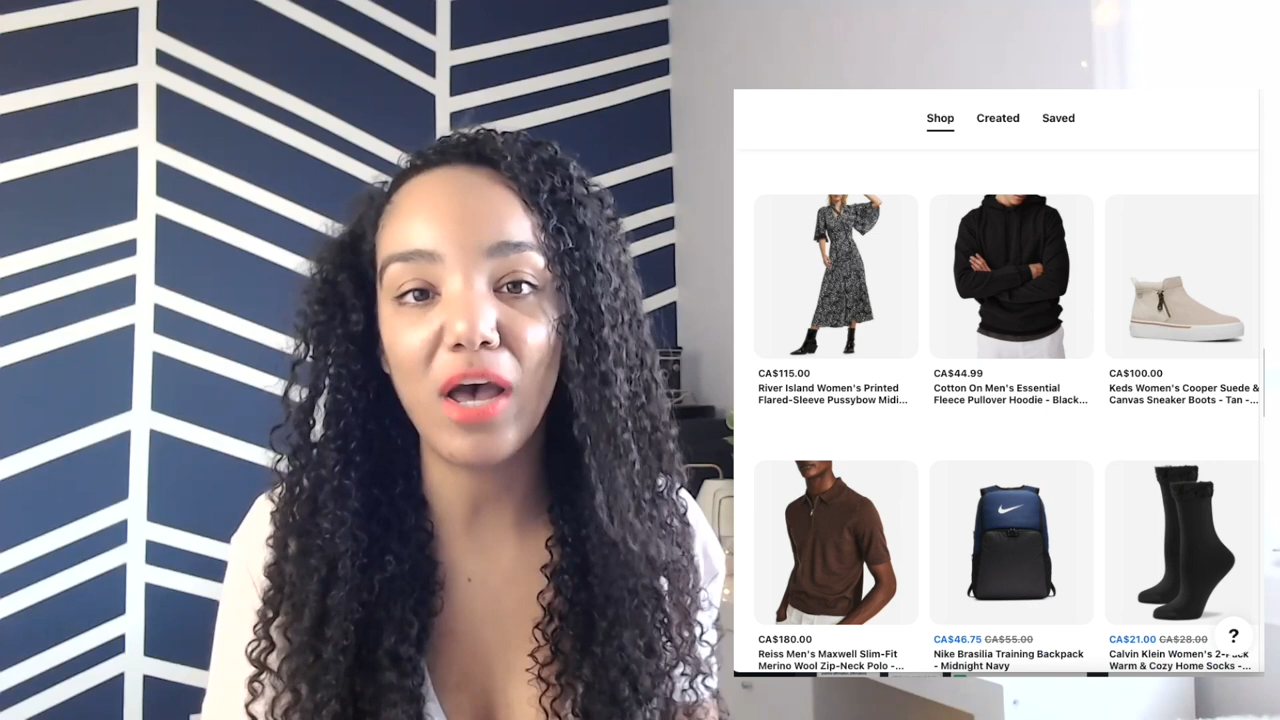 Shop Created Saved
CA$115.00
River Island Women's Printed
Flared-Sleeve Pussybow Midi...
CA$44.99
Cotton On Men's Essential
Fleece Pullover Hoodie - Black...
CA$100.00
Keds Women's Cooper Suede &
Canvas Sneaker Boots - Tan -...
CA$180.00
Reiss Men's Maxwell Slim-Fit
Merino Wool Zip-Neck Polo -...
CA$46.75 CA$55.00
Nike Brasilia Training Backpack
- Midnight Navy
CA$21.00 CA$28.00
Calvin Klein Women's 2-Pack
Warm & Cozy Home Socks -...
?